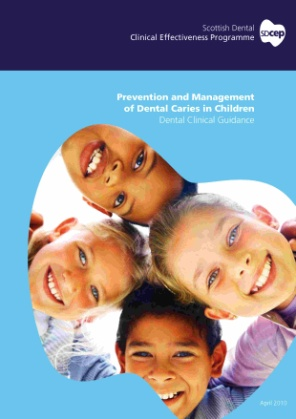 Scottish Dental
Clinical Effectiveness Programme
sdcep
Prevention and Management
of Dental Caries in Children
Dental Clinical Guidance
April 2010